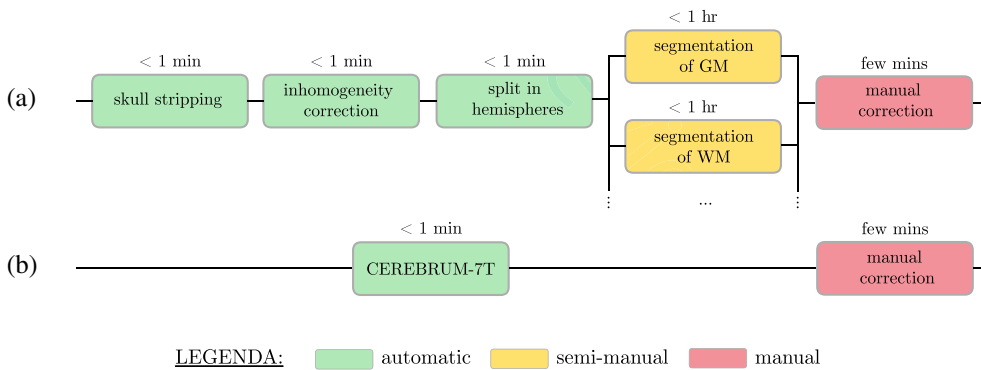 < 1 hr
< 1 min
< 1 min
< 1 min
segmentation
of GM
few mins
(a)
skull stripping
inhomogeneity
correction
split in
hemispheres
manual
correction
< 1 hr
segmentation
of WM
...
< 1 min
few mins
(b)
CEREBRUM-7T
manual
correction
LEGENDA:
automatic
semi-manual
manual